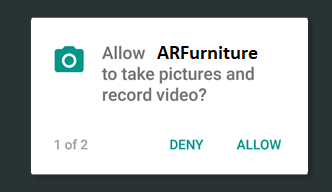 Allow ARFurniture
to take pictures and
record video?
1 of 2 DENY ALLOW